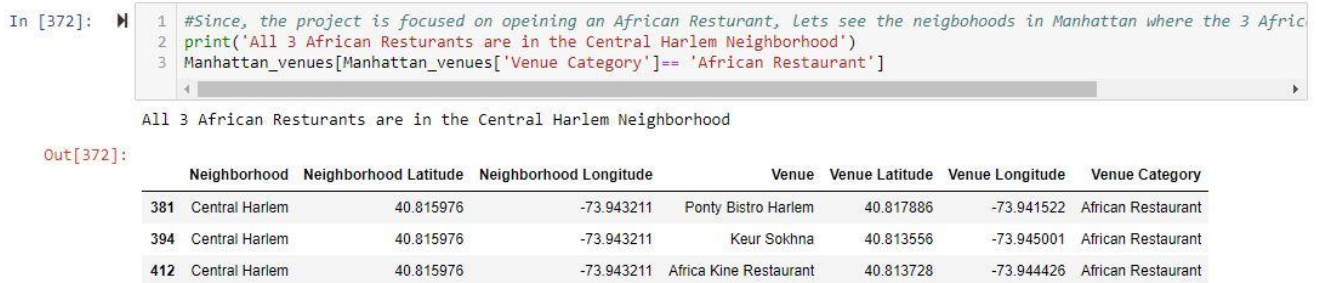 In [372]:
1 #Since, the project is focused on opeining an African Resturant, lets see the neigbohoods in Manhattan where the 3 Afric
2 print('All 3 African Resturants are in the Central Harlem Neighborhood')
3 Manhattan_venues[Manhattan_venues['Venue Category']== 'African Restaurant']
All 3 African Resturants are in the Central Harlem Neighborhood
Out[372]:
Neighborhood Neighborhood Latitude Neighborhood Longitude Venue Venue Latitude Venue Longitude Venue Category
381 Central Harlem 40.815976 -73.943211 Ponty Bistro Harlem 40.817886 -73.941522 African Restaurant
394 Central Harlem 40.815976 -73.943211 Keur Sokhna 40.813556 -73.945001 African Restaurant
412 Central Harlem 40.815976 -73.943211 Africa Kine Restaurant 40.813728 -73.944426 African Restaurant